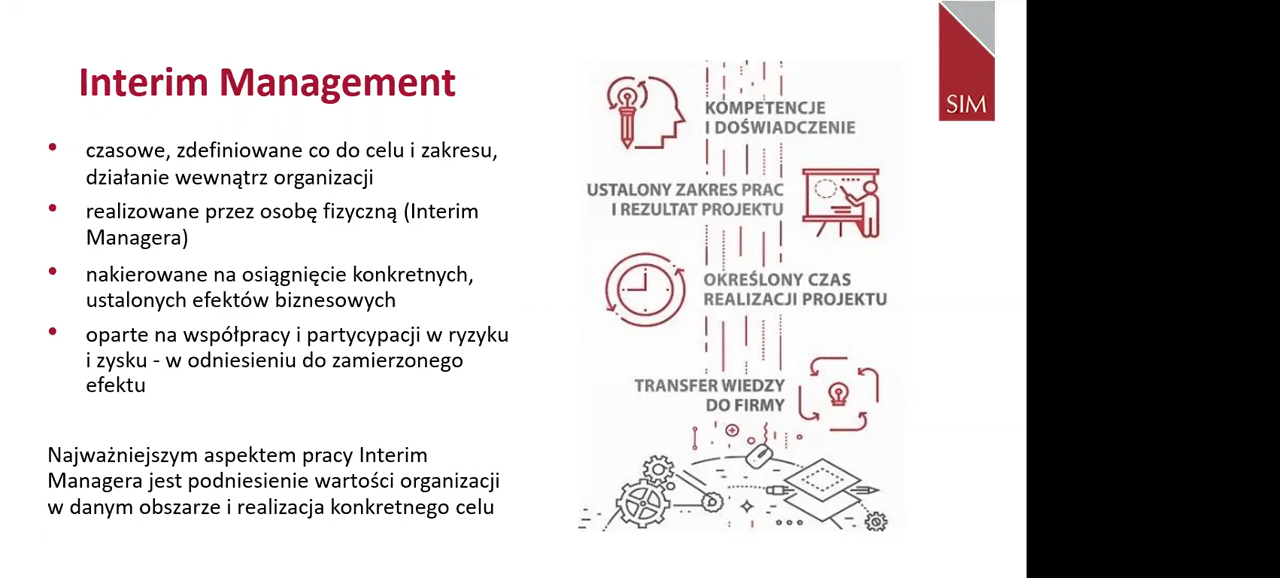 Interim Management
• czasowe, zdefiniowane co do celu i zakresu,
działanie wewnątrz organizacji
• realizowane przez osobę fizyczną (Interim
Managera)
• nakierowane na osiągnięcie konkretnych,
ustalonych efektów biznesowych
• oparte na współpracy i partycypacji w ryzyku
i zysku - w odniesieniu do zamierzonego
efektu
Najważniejszym aspektem pracy Interim
Managera jest podniesienie wartości organizacji
w danym obszarze i realizacja konkretnego celu
KOMPETENCJE
I DOŚWIADCZENIE
USTALONY ZAKRES PRAC
I REZULTAT PROJEKTU
OKREŚLONY CZAS
REALIZACJI PROJEKTU
TRANSFER WIEDZY
DO FIRMY
SIM